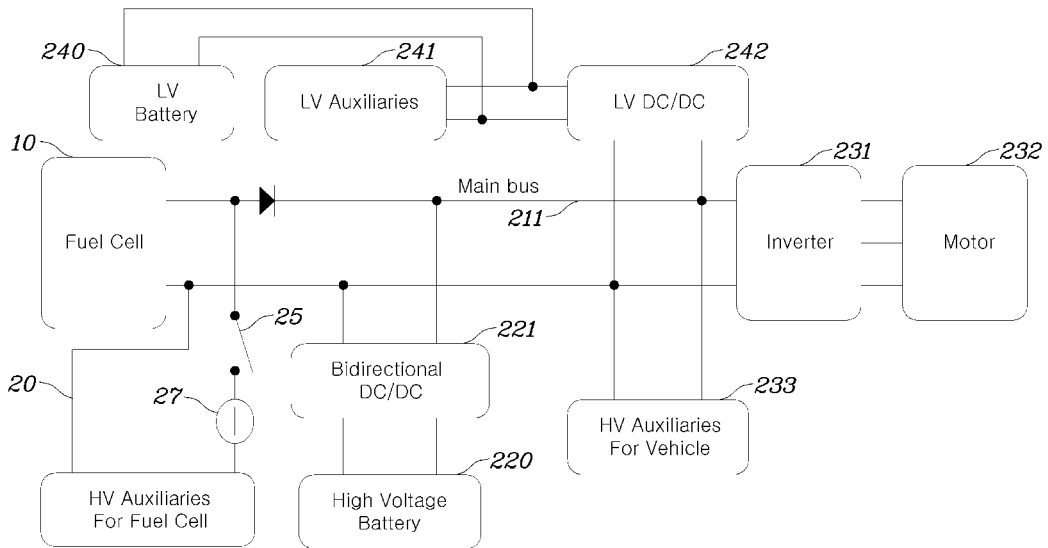 240
241
242
LV
Battery
LV Auxiliaries
LV DC/DC
10
231
232
Main bus
211
Fuel Cell
Inverter
Motor
25
221
20
27
Bidirectional
DC/DC
233
HV Auxiliaries
For Vehicle
220
HV Auxiliaries
For Fuel Cell
High Voltage
Battery